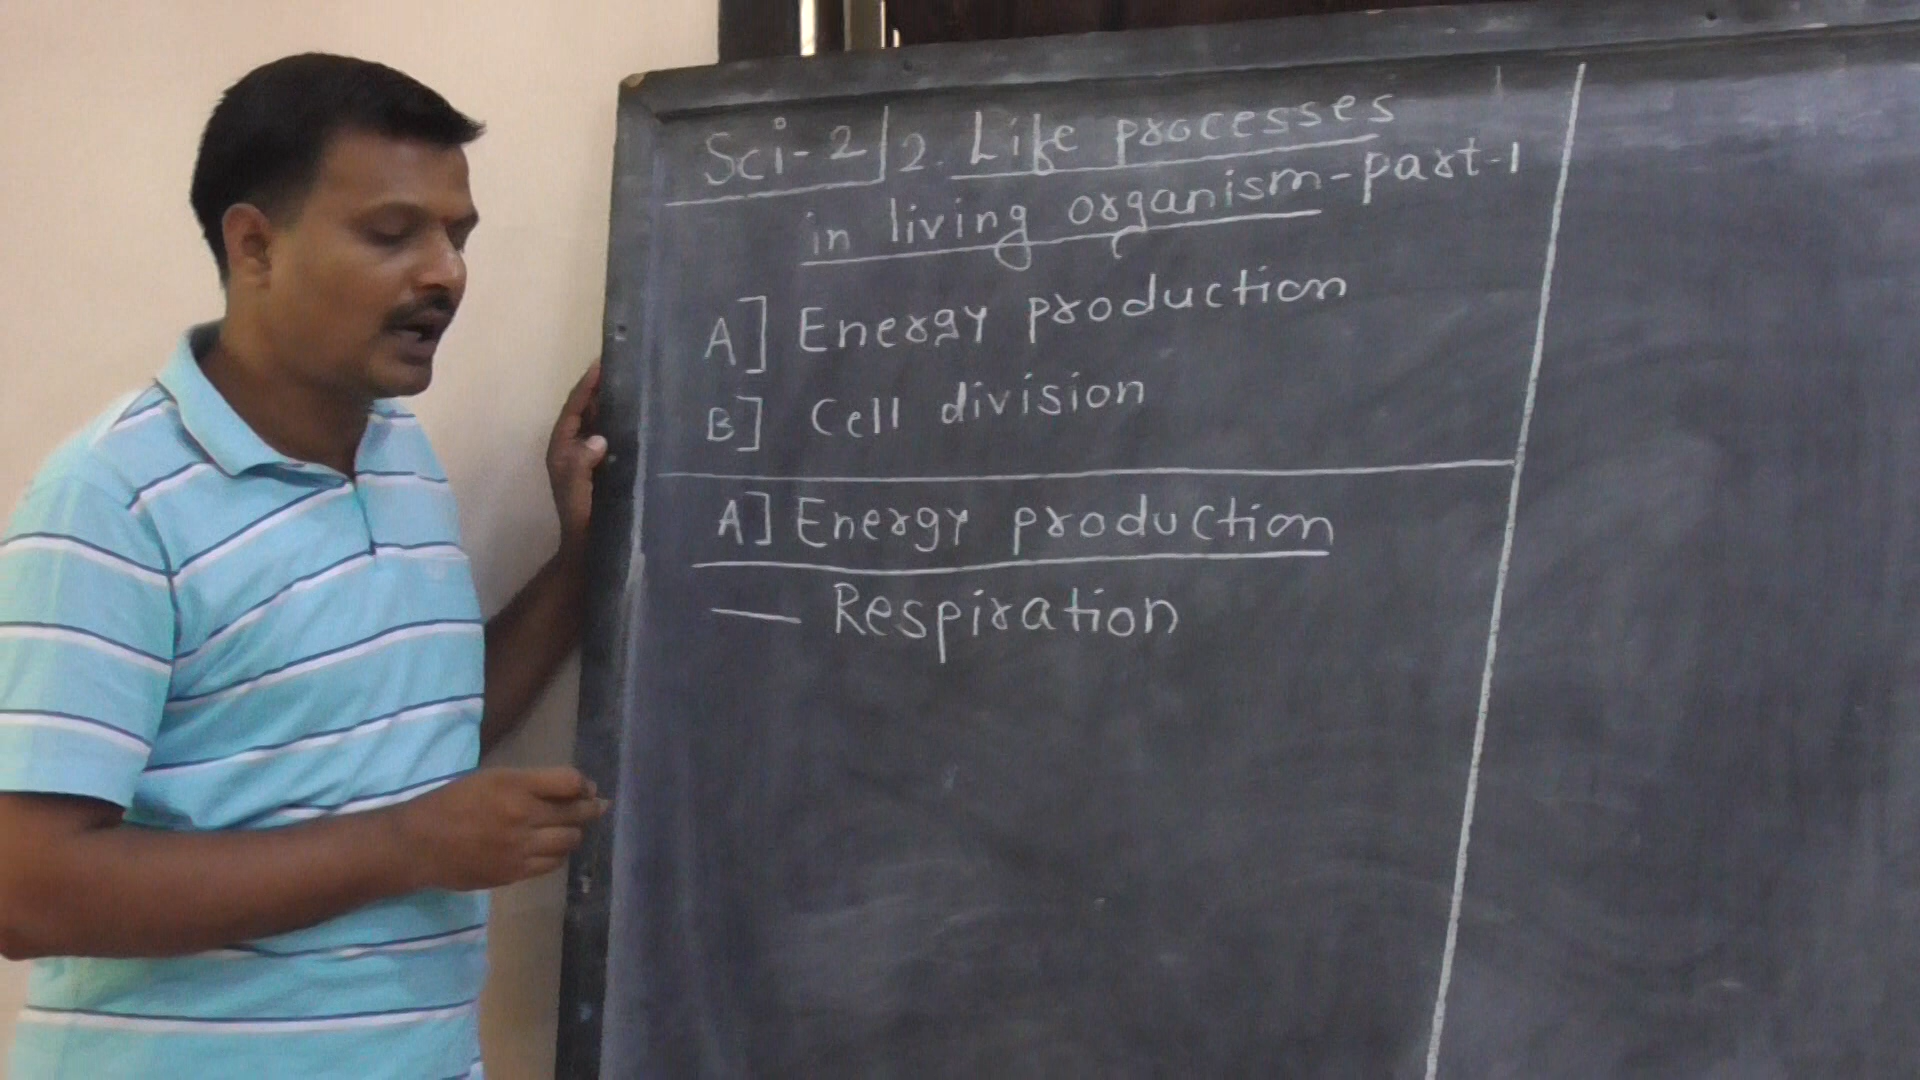 Sci-2 | 2. Life processes
in living organism-part-1
A] Energy production
B] Cell division
A] Energy production
— Respiration